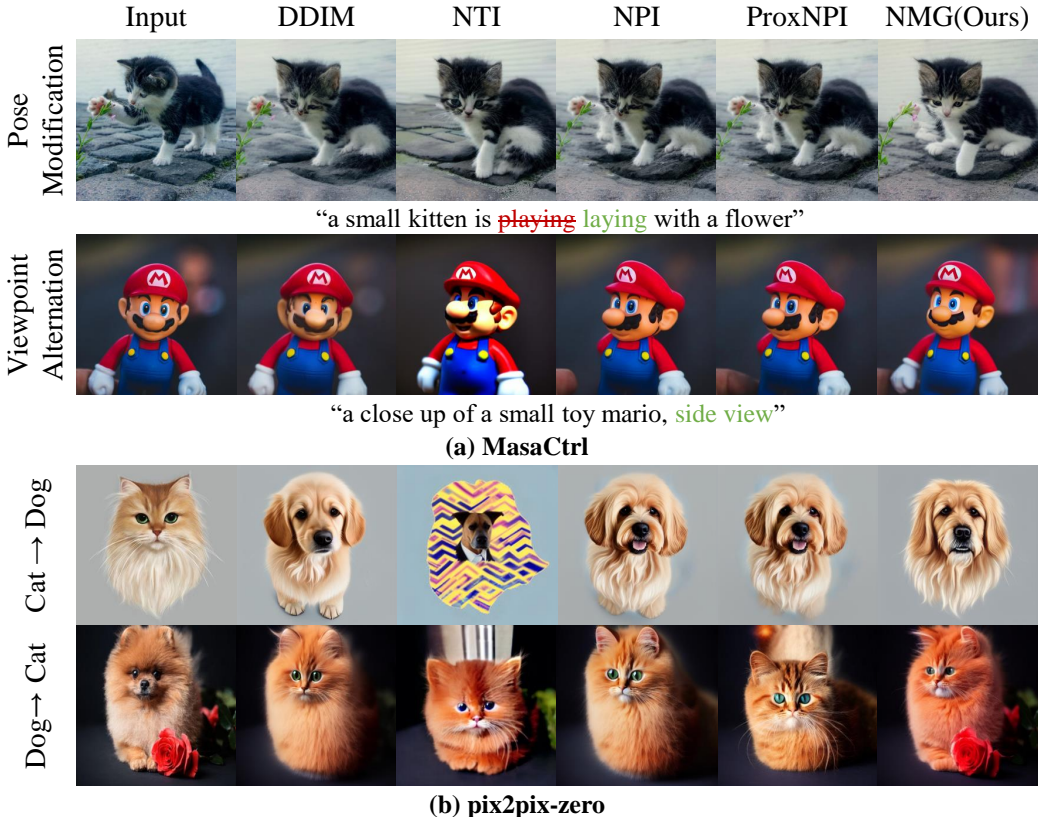 Input DDIM NTI NPI ProxNPI NMG(Ours)
Pose
Modification
"a small kitten is playing laying with a flower"
Viewpoint
Alternation
M M M M M M
"a close up of a small toy mario, side view"
(a) MasaCtrl
Cat → Dog
Dog→ Cat
(b) pix2pix-zero